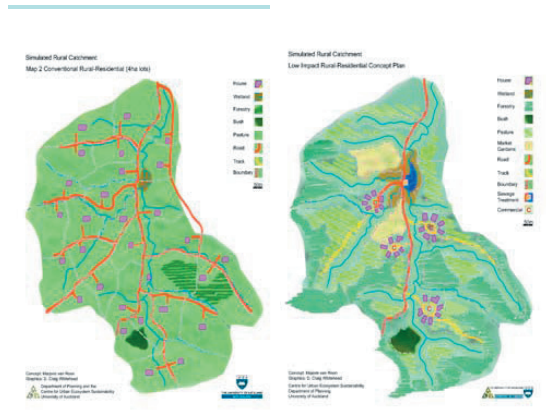 Simulated Rural Catchment
Map 2 Conventional Rural-Residential (4ha lots)
House
Wetland
Forestry
Bush
Pasture
Road
Track
Boundary
Concept: Marjorie van Roon
Graphics: D. Craig Whitehead
Department of Planning and the
Centre for Urban Ecosystem Sustainability
University of Auckland
Simulated Rural Catchment
Low Impact Rural-Residential Concept Plan
House
Wetland
Forestry
Bush
Pasture
Market
Gardens
Road
Track
Boundary
Sewage
Treatment
Commercial
C
C
C
C
Concept: Marjorie van Roon
Graphics: D. Craig Whitehead
Centre for Urban Ecosystem Sustainability
Department of Planning
University of Auckland